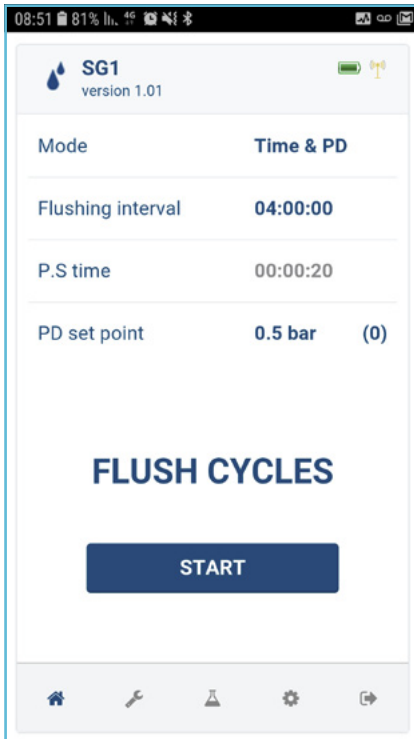 08:51 81% 4G
SG1
version 1.01
Mode Time & PD
Flushing interval 04:00:00
P.S time 00:00:20
PD set point 0.5 bar (0)
FLUSH CYCLES
START